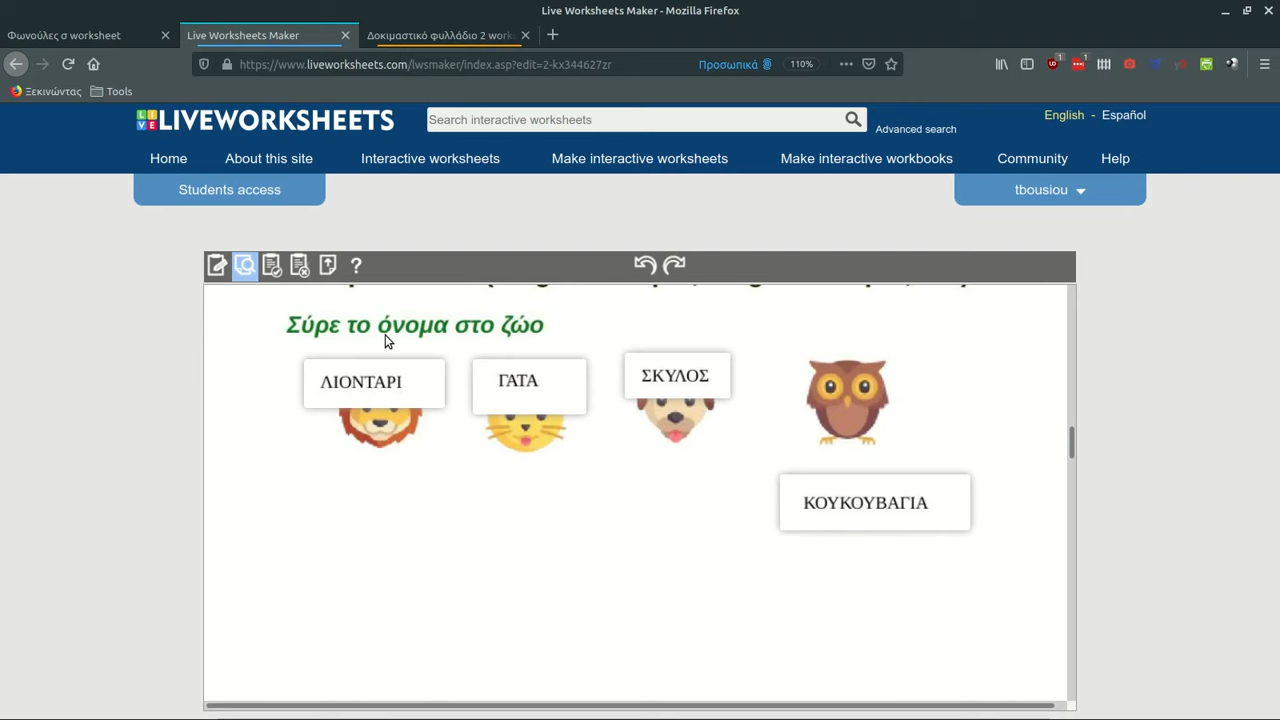 Live Worksheets Maker - Mozilla Firefox
Φωνούλες σ worksheet
Live Worksheets Maker
Δοκιμαστικό φυλλάδιο 2 work
https://www.liveworksheets.com/lwsmaker/index.asp?edit=2-kx344627zr
Προσωπικά
110%
Ξεκινώντας
Tools
LIVE LIVEWORKSHEETS
Search interactive worksheets
Advanced search
English - Español
Home
About this site
Interactive worksheets
Make interactive worksheets
Make interactive workbooks
Community
Help
Students access
tbousiou
Σύρε το όνομα στο ζώο
ΛΙΟΝΤΑΡΙ
ΓΑΤΑ
ΣΚΥΛΟΣ
ΚΟΥΚΟΥΒΑΓΙΑ